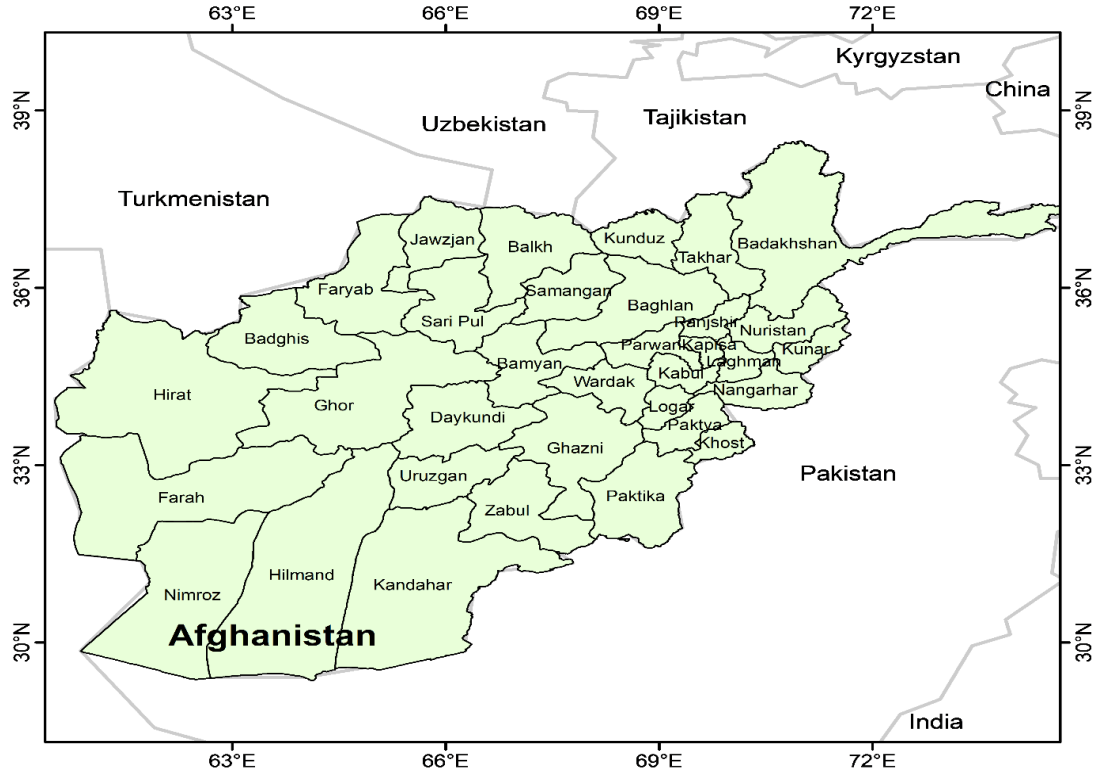 63°E 66°E 69°E 72°E
Kyrgyzstan
China
39°N 39°N
Uzbekistan Tajikistan
Turkmenistan
Jawzjan Balkh Kunduz Badakhshan
Takhar
36°N 36°N
Faryab Samangan
Baghlan
Sari Pul Panjshir
Badghis Nuristan
Parwan Kapisa Kunar
Bamyan Laghman
Kabul
Hirat Wardak Nangarhar
Ghor Logar
Daykundi Paktya
Ghazni Khost
33°N 33°N
Uruzgan Pakistan
Farah Paktika
Zabul
Hilmand Kandahar
Nimroz
Afghanistan
30°N 30°N
India
63°E 66°E 69°E 72°E